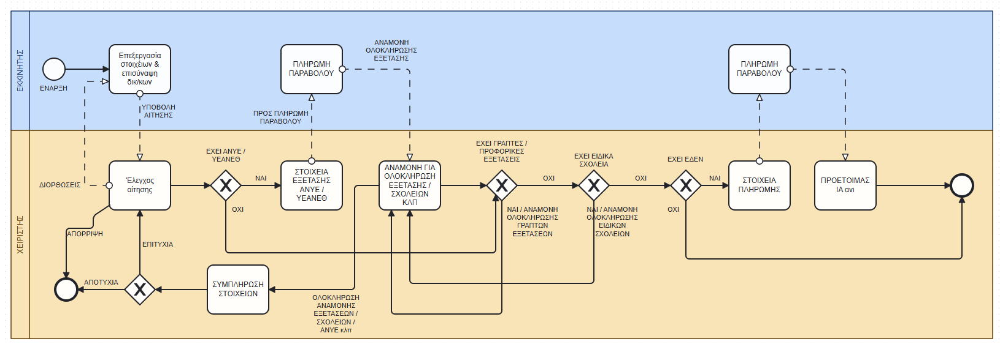 ΕΚΚΙΝΗΤΗΣ
ΕΝΑΡΞΗ
Επεξεργασία
στοιχέιων &
επισύναψη
δικ/κων
ΥΠΟΒΟΛΗ
ΑΙΤΗΣΗΣ
ΠΛΗΡΩΜΗ
ΠΑΡΑΒΟΛΟΥ
ΠΡΟΣ ΠΛΗΡΩΜΗ
ΠΑΡΑΒΟΛΟΥ
ΑΝΑΜΟΝΗ
ΟΛΟΚΛΗΡΩΣΗΣ
ΕΞΕΤΑΣΗΣ
ΠΛΗΡΩΜΗ
ΠΑΡΑΒΟΛΟΥ
ΧΕΙΡΙΣΤΗΣ
ΔΙΟΡΘΩΣΕΙΣ
Έλεγχος
αίτησης
ΕΧΕΙ ΑΝΥΕ /
ΥΕΑΝΕΘ
ΝΑΙ
ΟΧΙ
ΣΤΟΙΧΕΙΑ
ΕΞΕΤΑΣΗΣ
ΑΝΥΕ /
ΥΕΑΝΕΘ
ΑΝΑΜΟΝΗ ΓΙΑ
ΟΛΟΚΛΗΡΩΣΗ
ΕΞΕΤΑΣΗΣ /
ΣΧΟΛΕΙΩΝ
ΚΛΠ
ΕΧΕΙ ΓΡΑΠΤΕΣ /
ΠΡΟΦΟΡΙΚΕΣ
ΕΞΕΤΑΣΕΙΣ
ΟΧΙ
ΝΑΙ / ΑΝΑΜΟΝΗ
ΟΛΟΚΛΗΡΩΣΗΣ
ΓΡΑΠΤΩΝ
ΕΞΕΤΑΣΕΩΝ
ΕΧΕΙ ΕΙΔΙΚΑ
ΣΧΟΛΕΙΑ
ΟΧΙ
ΝΑΙ / ΑΝΑΜΟΝΗ
ΟΛΟΚΛΗΡΩΣΗΣ
ΕΙΔΙΚΩΝ
ΣΧΟΛΕΙΩΝ
ΕΧΕΙ ΕΔΕΝ
ΝΑΙ
ΟΧΙ
ΣΤΟΙΧΕΙΑ
ΠΛΗΡΩΜΗΣ
ΠΡΟΕΤΟΙΜΑΣ
ΙΑ ανι
ΑΠΟΡΡΙΨΗ
ΕΠΙΤΥΧΙΑ
ΑΠΟΤΥΧΙΑ
ΣΥΜΠΛΗΡΩΣΗ
ΣΤΟΙΧΕΙΩΝ
ΟΛΟΚΛΗΡΩΣΗ
ΑΝΑΜΟΝΗΣ
ΕΞΕΤΑΣΕΩΝ /
ΣΧΟΛΕΙΩΝ /
ΑΝΥΕ κλπ